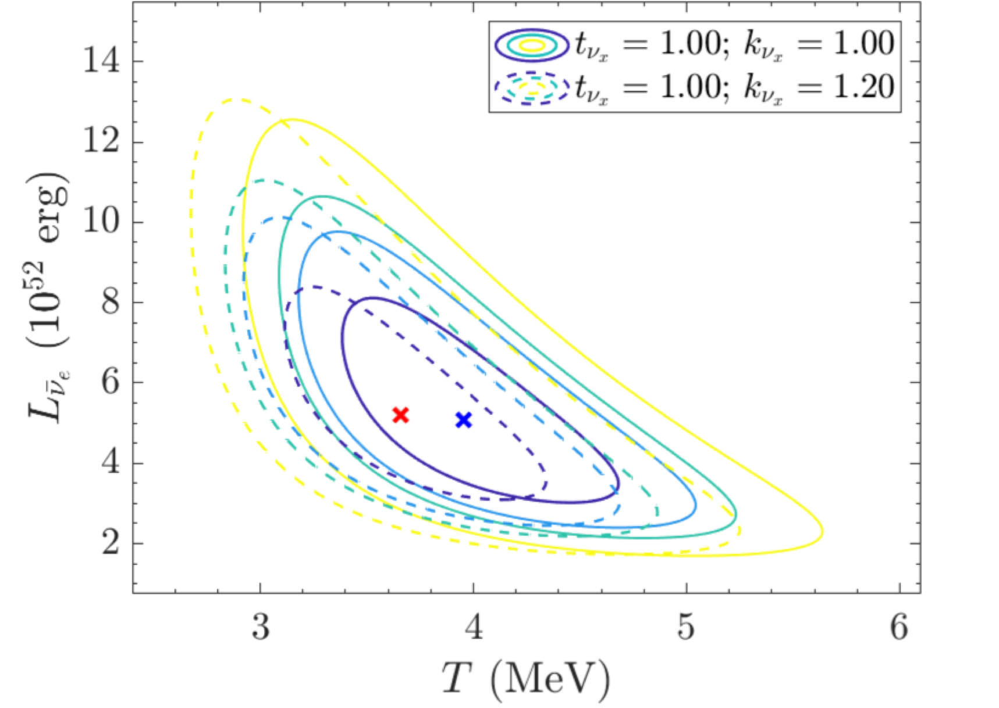 t_{ν_x} = 1.00; k_{ν_x} = 1.00
t_{ν_x} = 1.00; k_{ν_x} = 1.20
14
12
10
8
6
4
2
L_{ν̄_e} (10^{52} erg)
3 4 5 6
T (MeV)